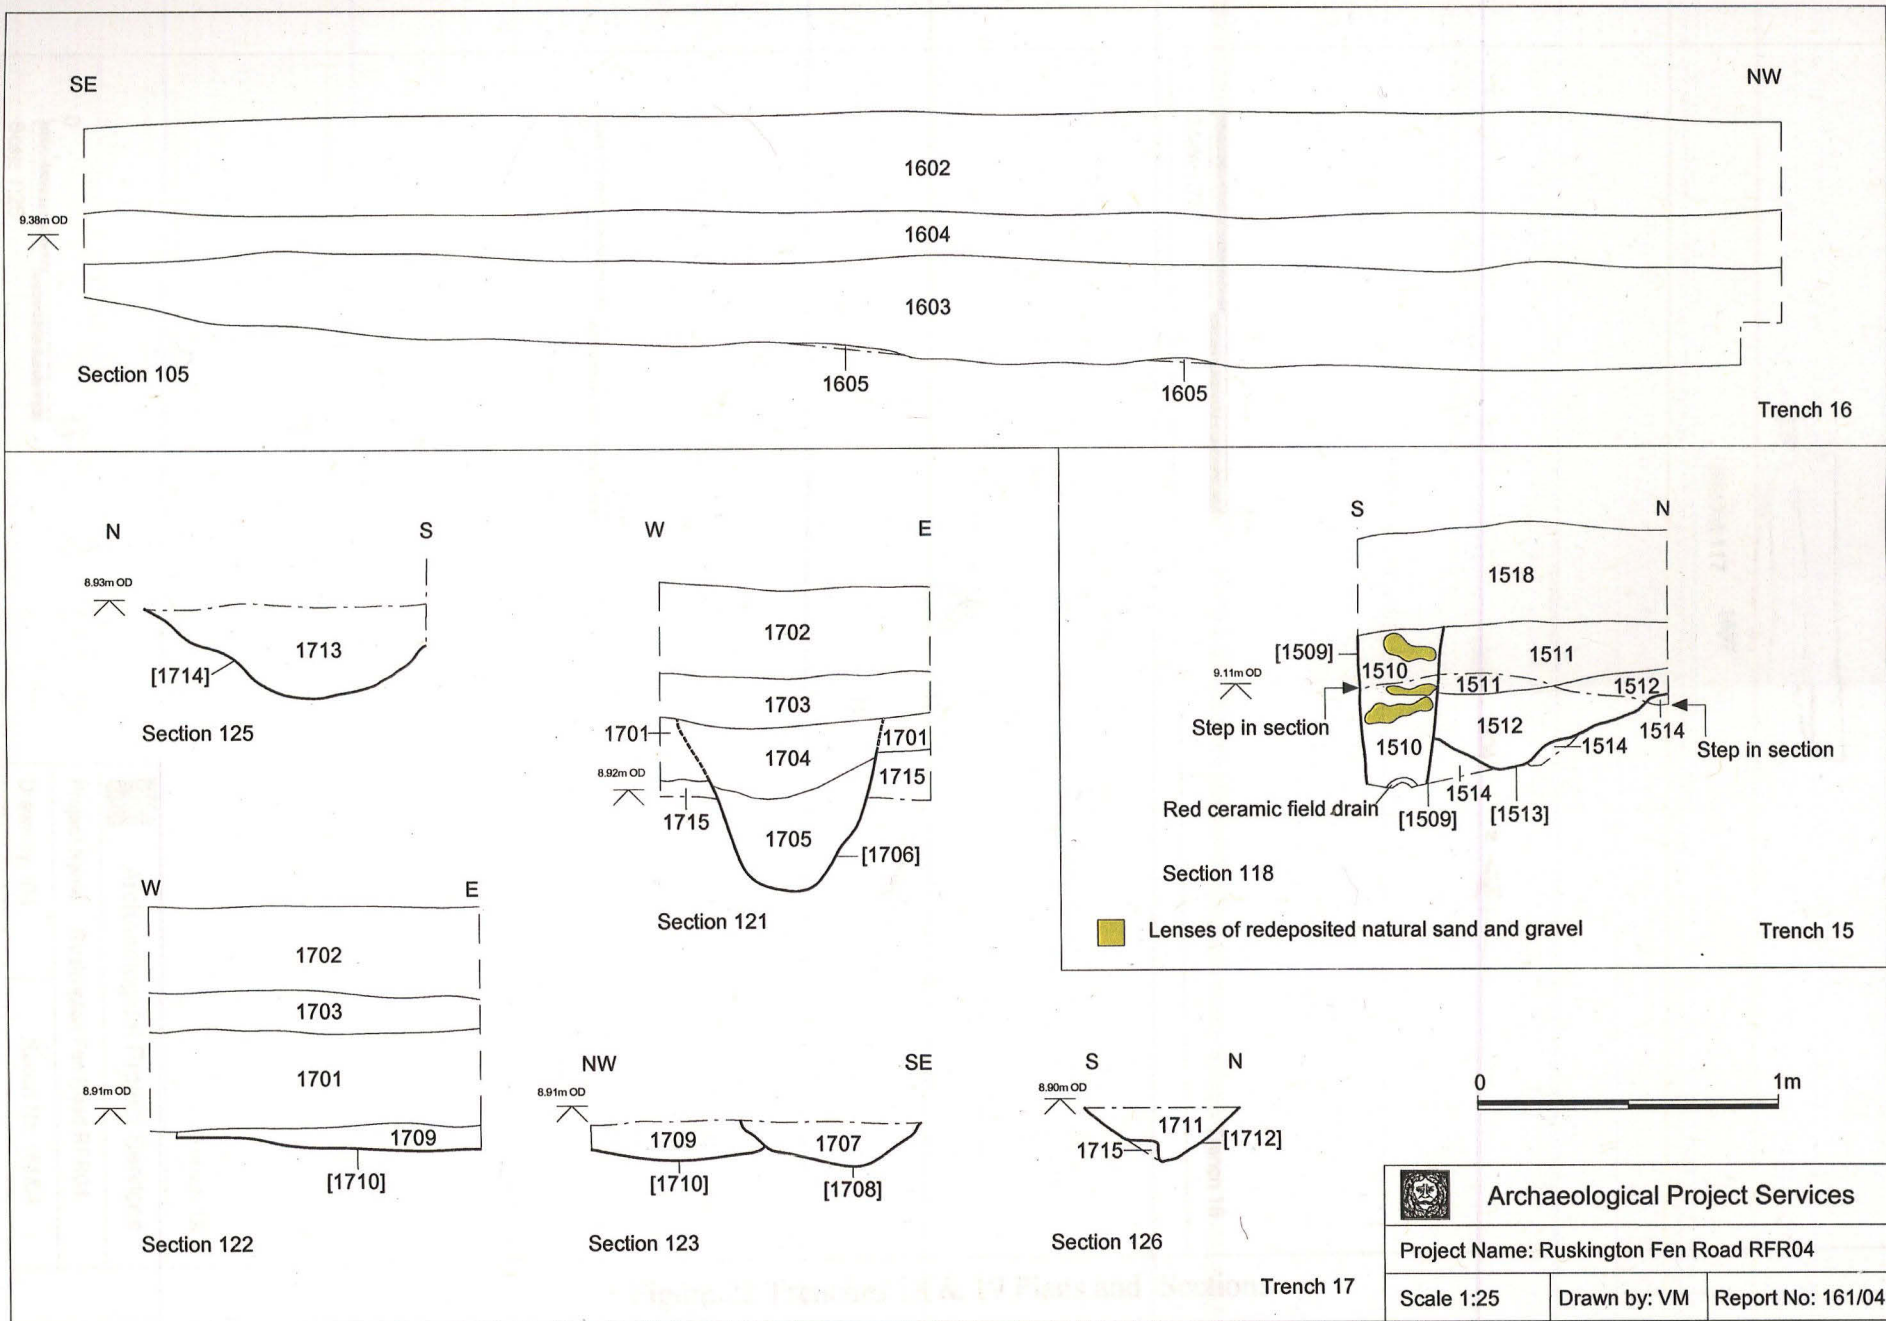 SE
NW
1602
9.38m OD
1604
1603
Section 105
1605
1605
Trench 16
N
S
8.93m OD
1713
[1714]
Section 125
W
E
1702
1703
1701
1701
1704
8.92m OD
1715
1715
1705
[1706]
Section 121
S
N
1518
[1509]
1510
1511
9.11m OD
1511
1512
Step in section
1512
1514
Step in section
1510
1514
Red ceramic field drain
1514
[1509]
[1513]
Section 118
Lenses of redeposited natural sand and gravel
Trench 15
W
E
1702
1703
1701
8.91m OD
1709
[1710]
Section 122
NW
SE
8.91m OD
1709
1707
[1710]
[1708]
Section 123
S
N
8.90m OD
1711
1715
[1712]
Section 126
Trench 17
0
1m
Archaeological Project Services
Project Name: Ruskington Fen Road RFR04
Scale 1:25
Drawn by: VM
Report No: 161/04